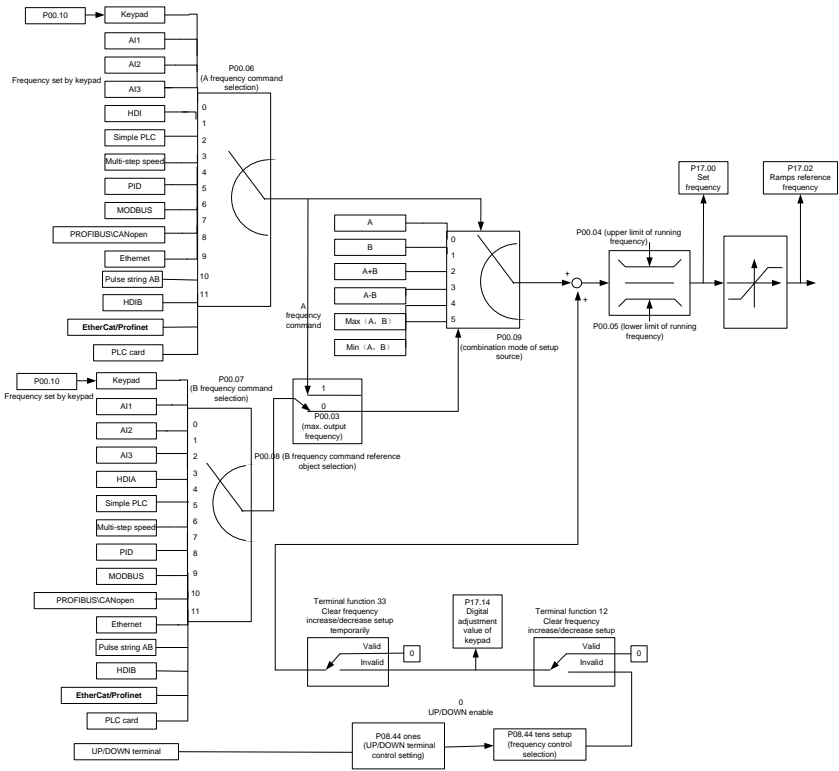 P00.10
Keypad
AI1
AI2
Frequency set by keypad
AI3
HDI
Simple PLC
Multi-step speed
PID
MODBUS
PROFIBUS\CANopen
Ethernet
Pulse string AB
HDIB
EtherCat/Profinet
PLC card
P00.06
(A frequency command
selection)
0
1
2
3
4
5
6
7
8
9
10
11
A
frequency
command
A
B
A+B
A-B
Max（A，B）
Min（A，B）
0
1
2
3
4
5
P00.09
(combination mode of setup
source)
+
+
P00.04 (upper limit of running
frequency)
P00.05 (lower limit of running
frequency)
P17.00
Set
frequency
P17.02
Ramps reference
frequency
P00.10
Keypad
Frequency set by keypad
AI1
AI2
AI3
HDIA
Simple PLC
Multi-step speed
PID
MODBUS
PROFIBUS\CANopen
Ethernet
Pulse string AB
HDIB
EtherCat/Profinet
PLC card
P00.07
(B frequency command
selection)
0
1
2
3
4
5
6
7
8
9
10
11
1
0
P00.03
(max. output
frequency)
P00.08 (B frequency command reference
object selection)
Terminal function 33
Clear frequency
increase/decrease setup
temporarily
Valid
Invalid
0
P17.14
Digital
adjustment
value of
keypad
Terminal function 12
Clear frequency
increase/decrease setup
Valid
Invalid
0
0
UP/DOWN enable
UP/DOWN terminal
P08.44 ones
(UP/DOWN terminal
control setting)
P08.44 tens setup
(frequency control
selection)